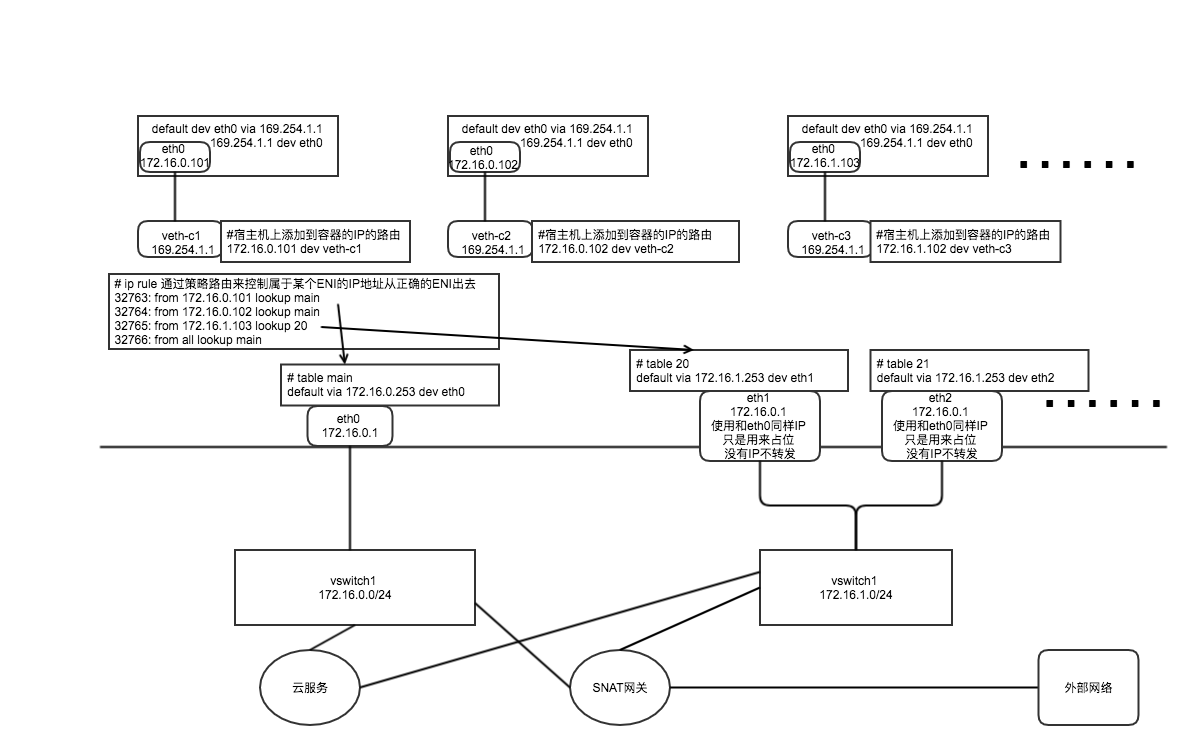 default dev eth0 via 169.254.1.1
169.254.1.1 dev eth0
eth0
172.16.0.101
default dev eth0 via 169.254.1.1
169.254.1.1 dev eth0
eth0
172.16.0.102
default dev eth0 via 169.254.1.1
169.254.1.1 dev eth0
eth0
172.16.1.103
veth-c1
169.254.1.1
#宿主机上添加到容器的IP的路由
172.16.0.101 dev veth-c1
veth-c2
169.254.1.1
#宿主机上添加到容器的IP的路由
172.16.0.102 dev veth-c2
veth-c3
169.254.1.1
#宿主机上添加到容器的IP的路由
172.16.1.102 dev veth-c3
# ip rule 通过策略路由来控制属于某个ENI的IP地址从正确的ENI出去
32763: from 172.16.0.101 lookup main
32764: from 172.16.0.102 lookup main
32765: from 172.16.1.103 lookup 20
32766: from all lookup main
# table main
default via 172.16.0.253 dev eth0
# table 20
default via 172.16.1.253 dev eth1
# table 21
default via 172.16.1.253 dev eth2
eth0
172.16.0.1
eth1
172.16.0.1
使用和eth0同样IP
只是用来占位
没有IP不转发
eth2
172.16.0.1
使用和eth0同样IP
只是用来占位
没有IP不转发
vswitch1
172.16.0.0/24
vswitch1
172.16.1.0/24
云服务
SNAT网关
外部网络